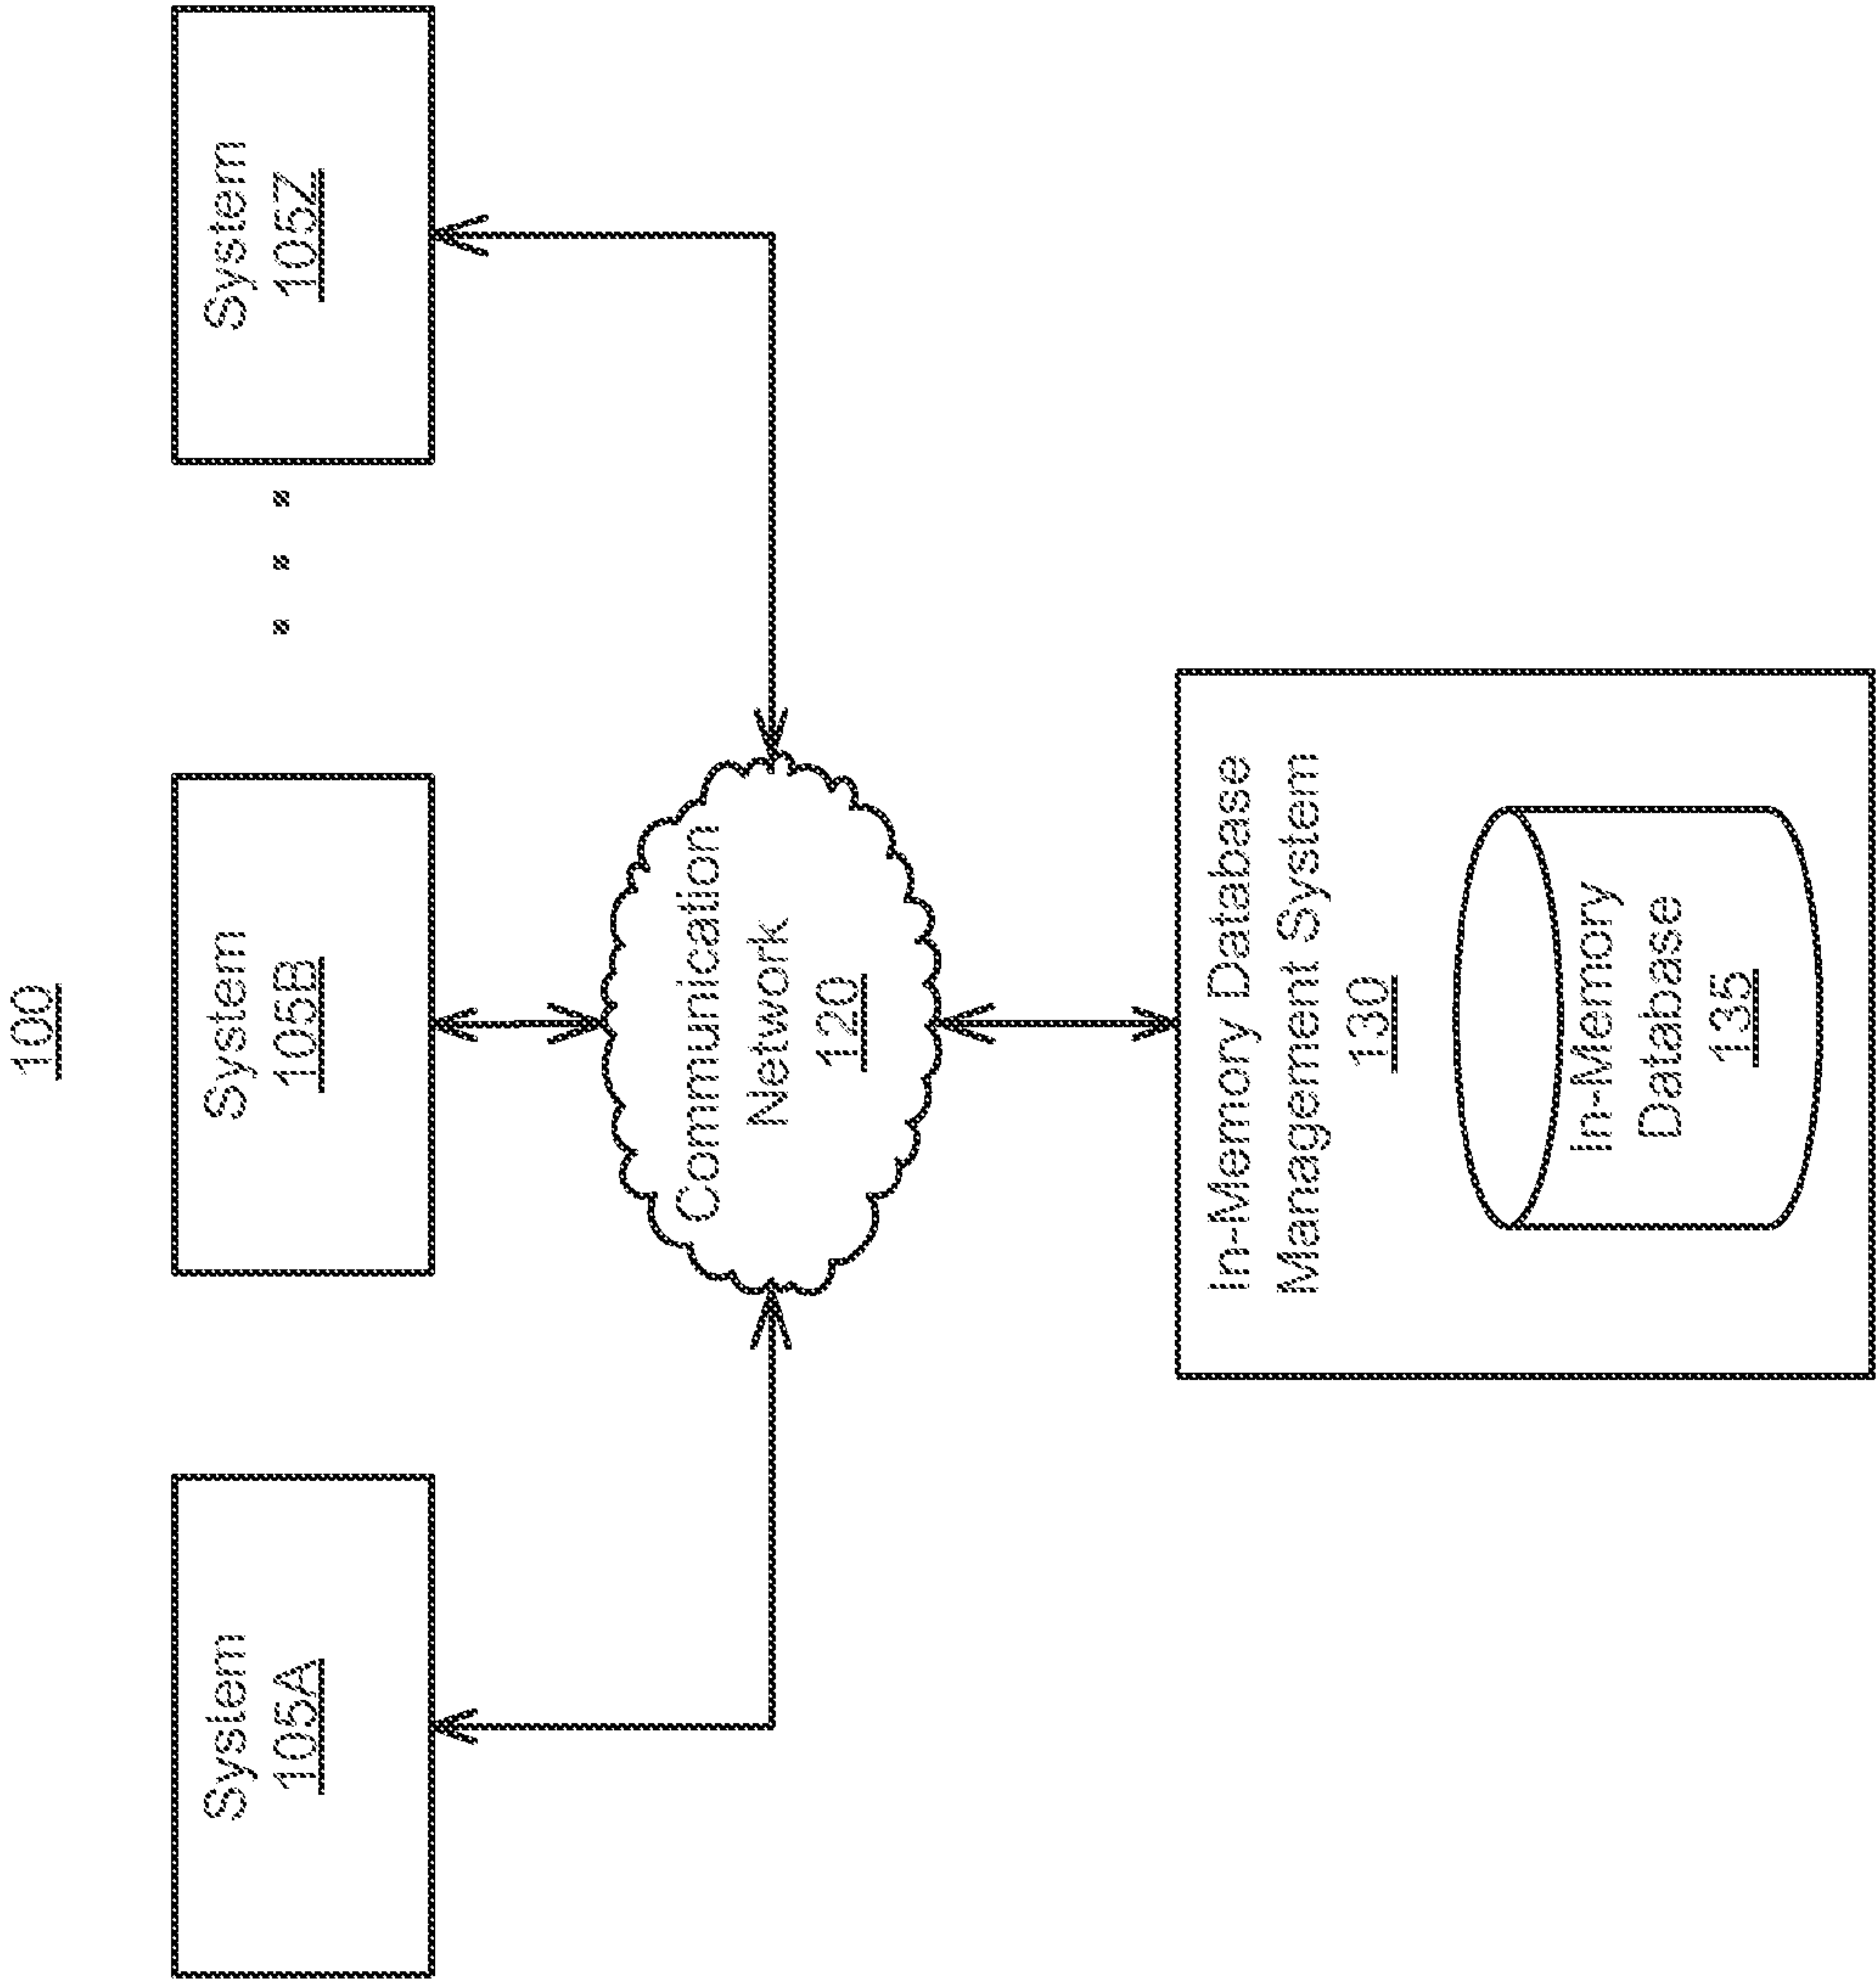 100
System
105A
System
105B
System
105Z
Communication
Network
120
In-Memory Database
Management System
130
In-Memory
Database
135